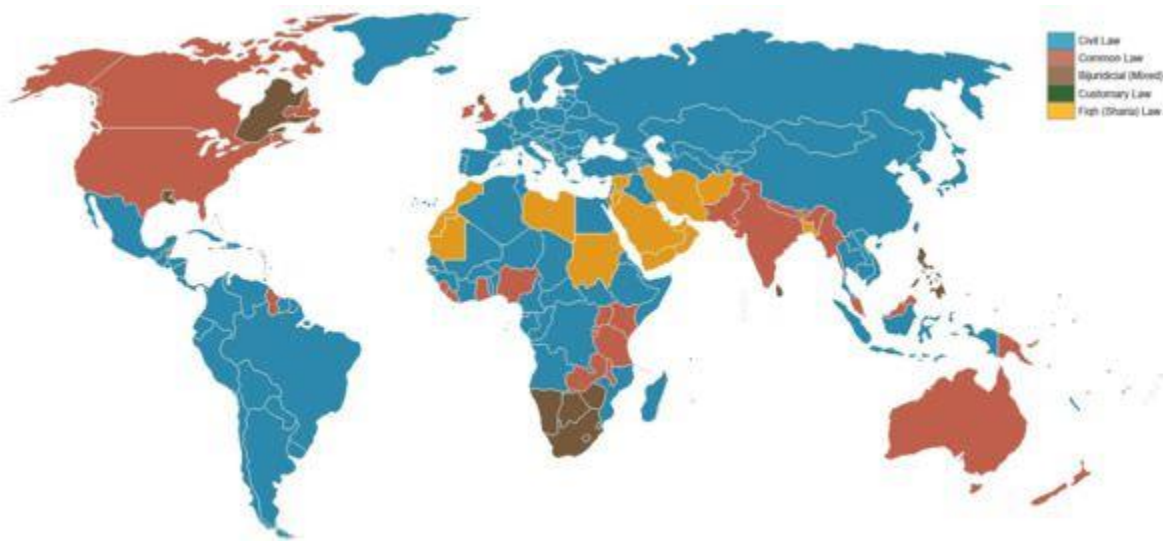 Civil Law
Common Law
Bijuridicial (Mixed)
Customary Law
Fiqh (Sharia) Law